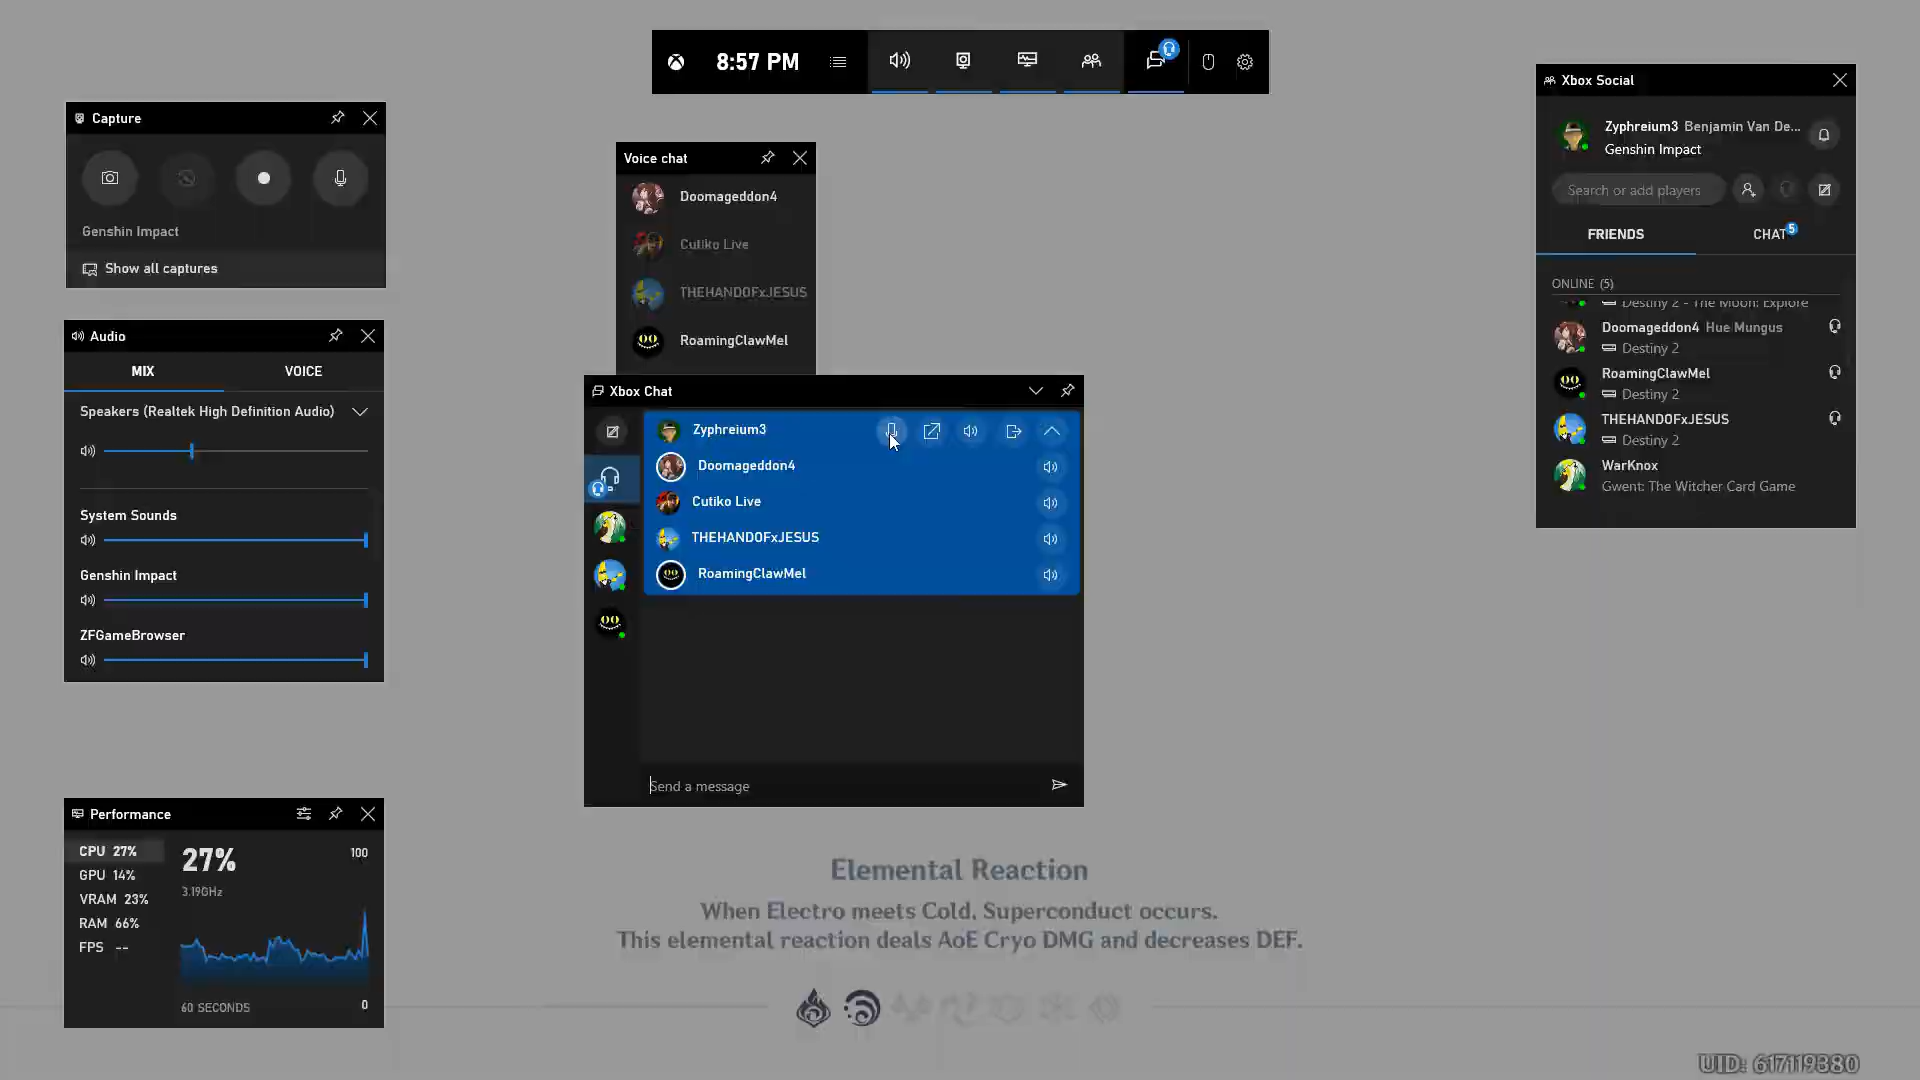 8:57 PM
Capture
Genshin Impact
Show all captures
Audio
MIX
VOICE
Speakers (Realtek High Definition Audio)
System Sounds
Genshin Impact
ZFGameBrowser
Performance
CPU 27%
GPU 14%
VRAM 23%
RAM 66%
FPS --
27%
100
3.19GHz
60 SECONDS
0
Voice chat
Doomageddon4
Cutiko Live
THEHANDOFxJESUS
RoamingClawMel
Xbox Chat
Zyphreium3
Doomageddon4
Cutiko Live
THEHANDOFxJESUS
RoamingClawMel
Send a message
Xbox Social
Zyphreium3 Benjamin Van De...
Genshin Impact
Search or add players
FRIENDS
CHAT 5
ONLINE (5)
Destiny 2 - The Moon: Explore
Doomageddon4 Hue Mungus
Destiny 2
RoamingClawMel
Destiny 2
THEHANDOFxJESUS
Destiny 2
WarKnox
Gwent: The Witcher Card Game
Elemental Reaction
When Electro meets Cold, Superconduct occurs.
This elemental reaction deals AoE Cryo DMG and decreases DEF.
UID: 617119380